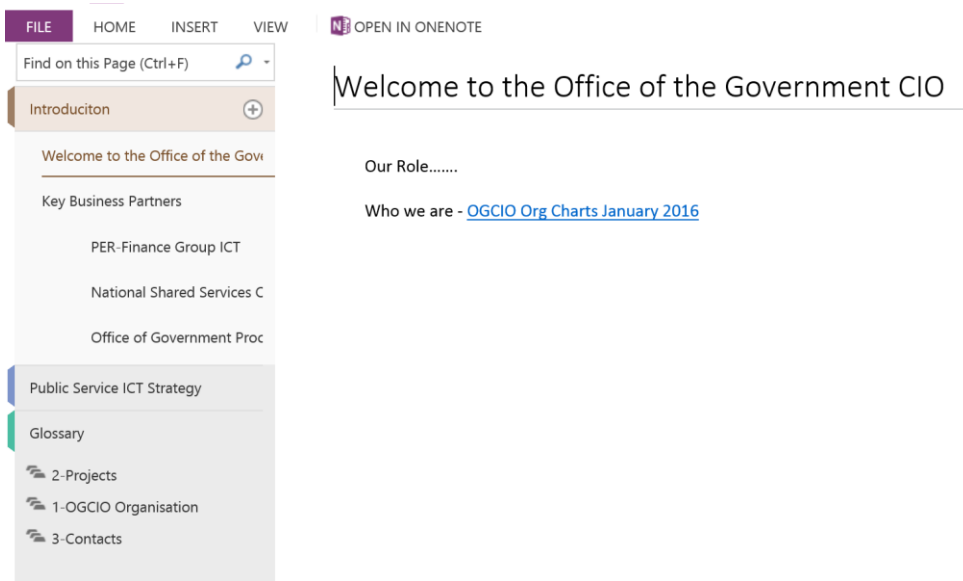 FILE HOME INSERT VIEW OPEN IN ONENOTE
Find on this Page (Ctrl+F)
Introduciton
Welcome to the Office of the Gove
Key Business Partners
PER-Finance Group ICT
National Shared Services C
Office of Government Proc
Public Service ICT Strategy
Glossary
2-Projects
1-OGCIO Organisation
3-Contacts
Welcome to the Office of the Government CIO
Our Role.......
Who we are - OGCIO Org Charts January 2016